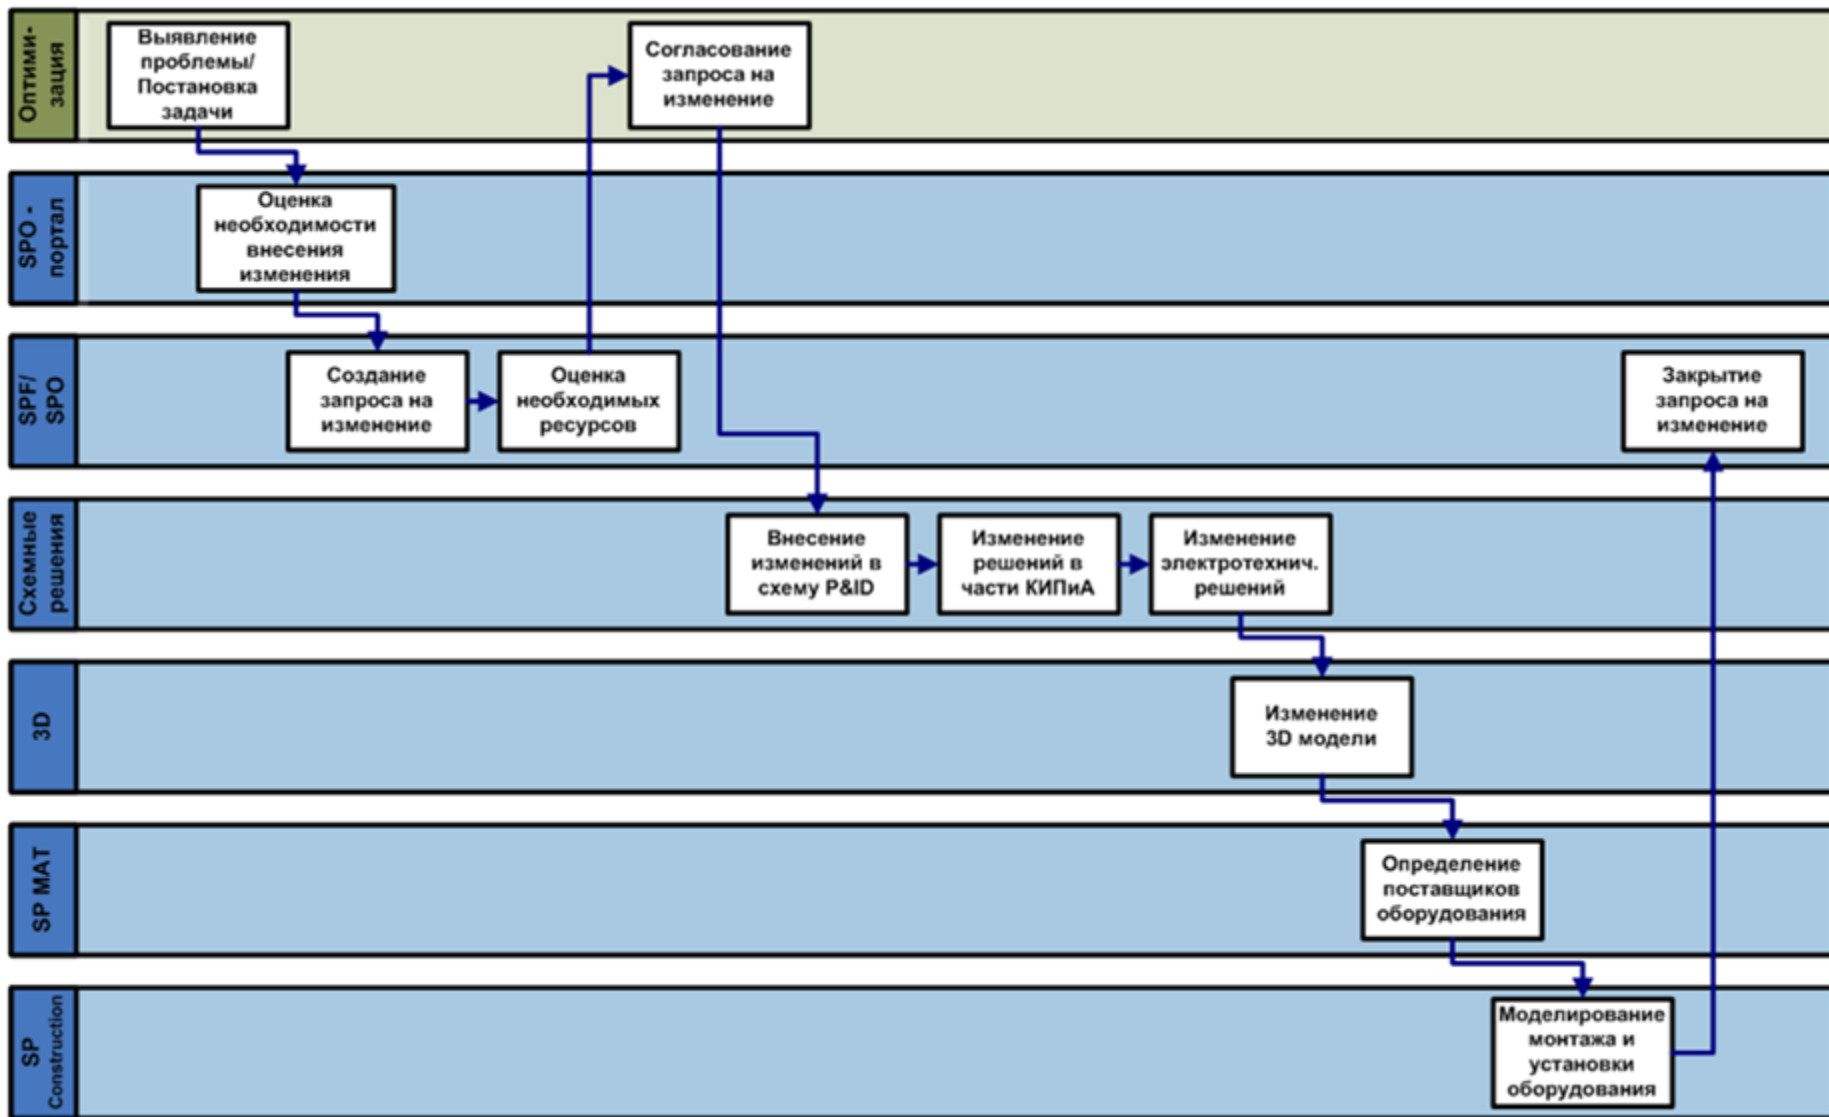 Оптими-
зация
Выявление
проблемы/
Постановка
задачи
Согласование
запроса на
изменение
SPO -
портал
Оценка
необходимости
внесения
изменения
SPF/
SPO
Создание
запроса на
изменение
Оценка
необходимых
ресурсов
Закрытие
запроса на
изменение
Схемные
решения
Внесение
изменений в
схему P&ID
Изменение
решений в
части КИПиА
Изменение
электротехнич.
решений
3D
Изменение
3D модели
SP MAT
Определение
поставщиков
оборудования
SP
Construction
Моделирование
монтажа и
установки
оборудования